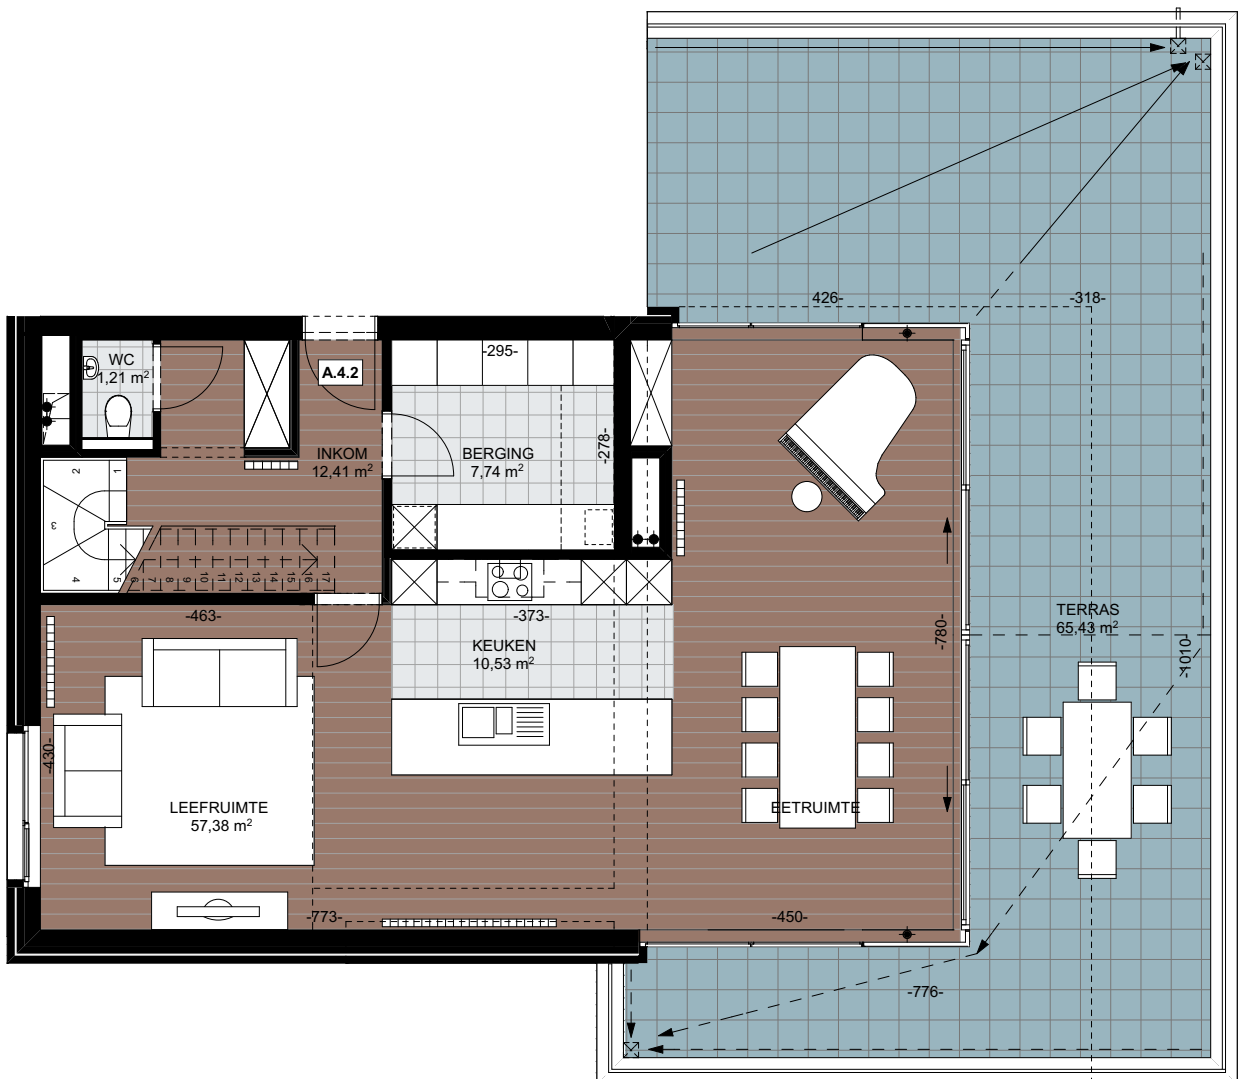 426-
-318-
WC
1,21 m²
A.4.2
-295-
INKOM
12,41 m²
BERGING
7,74 m²
-278-
2
1
3
4
5
6
7
8
9
10
11
12
13
14
15
16
17
-463-
-373-
KEUKEN
10,53 m²
-780-
TERRAS
65,43 m²
-1010-
-430-
LEEFRUIMTE
57,38 m²
EETRUIMTE
-773-
-450-
-776-